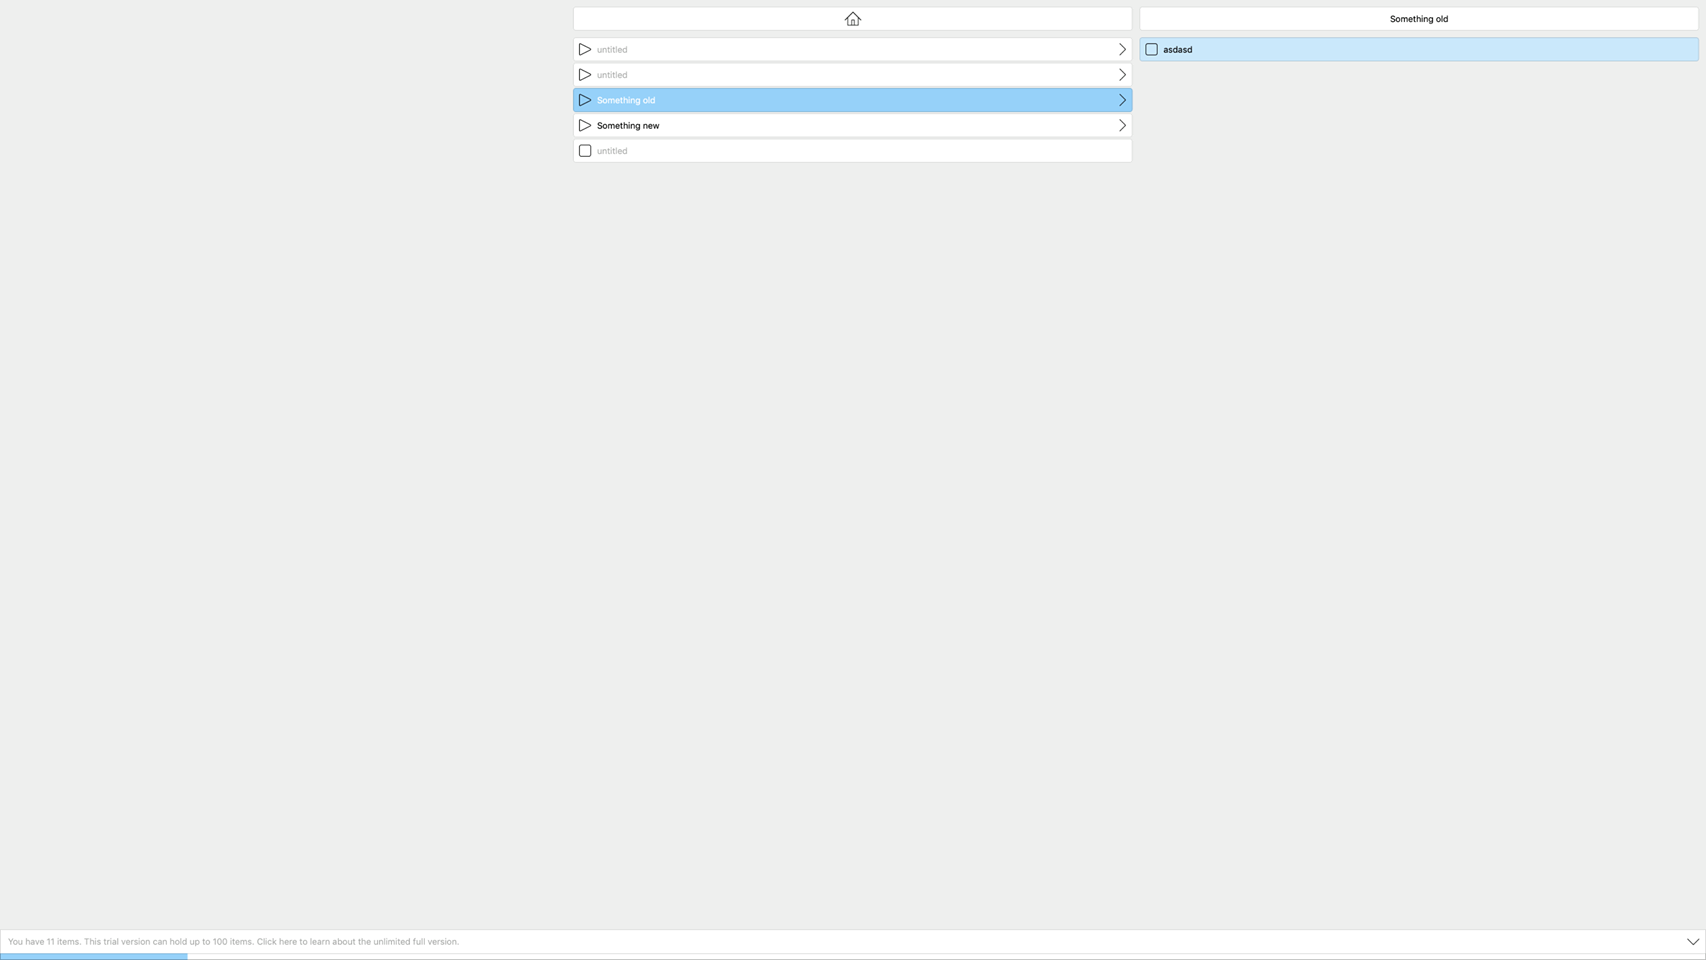 Something old
untitled
asdasd
untitled
Something old
Something new
untitled
You have 11 items. This trial version can hold up to 100 items. Click here to learn about the unlimited full version.